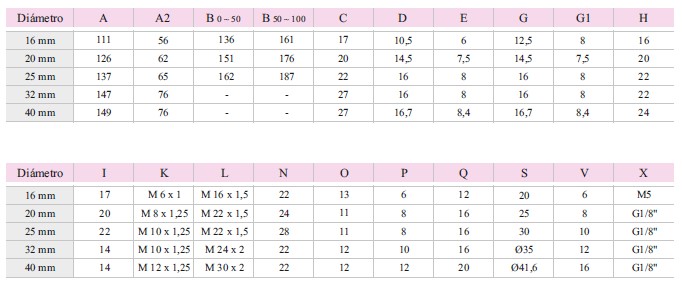 Diámetro A A2 B 0 – 50 B 50 – 100 C D E G G1 H
16 mm 111 56 136 161 17 10,5 6 12,5 8 16
20 mm 126 62 151 176 20 14,5 7,5 14,5 7,5 20
25 mm 137 65 162 187 22 16 8 16 8 22
32 mm 147 76 - - 27 16 8 16 8 22
40 mm 149 76 - - 27 16,7 8,4 16,7 8,4 24
Diámetro I K L N O P Q S V X
16 mm 17 M 6 x 1 M 16 x 1,5 22 13 6 12 20 6 M5
20 mm 20 M 8 x 1,25 M 22 x 1,5 24 11 8 16 25 8 G1/8"
25 mm 22 M 10 x 1,25 M 22 x 1,5 28 11 8 16 30 10 G1/8"
32 mm 14 M 10 x 1,25 M 24 x 2 22 12 10 16 Ø35 12 G1/8"
40 mm 14 M 12 x 1,25 M 30 x 2 22 12 12 20 Ø41,6 16 G1/8"